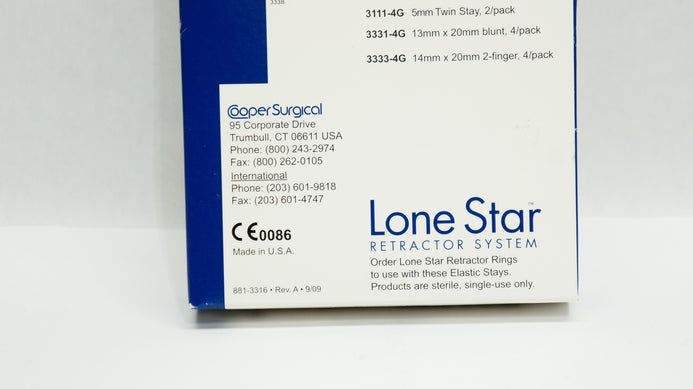 3338
3111-4G 5mm Twin Stay, 2/pack
3331-4G 13mm x 20mm blunt, 4/pack
3333-4G 14mm x 20mm 2-finger, 4/pack
CooperSurgical
95 Corporate Drive
Trumbull, CT 06611 USA
Phone: (800) 243-2974
Fax: (800) 262-0105
International
Phone: (203) 601-9818
Fax: (203) 601-4747
CE0086
Made in U.S.A.
881-3316 • Rev. A • 9/09
Lone Star™
RETRACTOR SYSTEM
Order Lone Star Retractor Rings
to use with these Elastic Stays.
Products are sterile, single-use only.